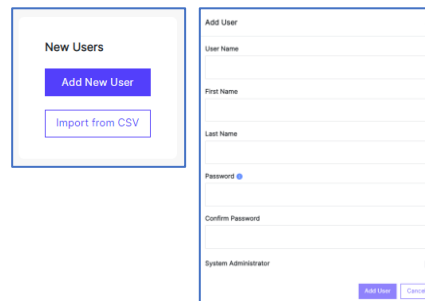 New Users
Add New User
Import from CSV
Add User
User Name
First Name
Last Name
Password
Confirm Password
System Administrator
Add User
Cance